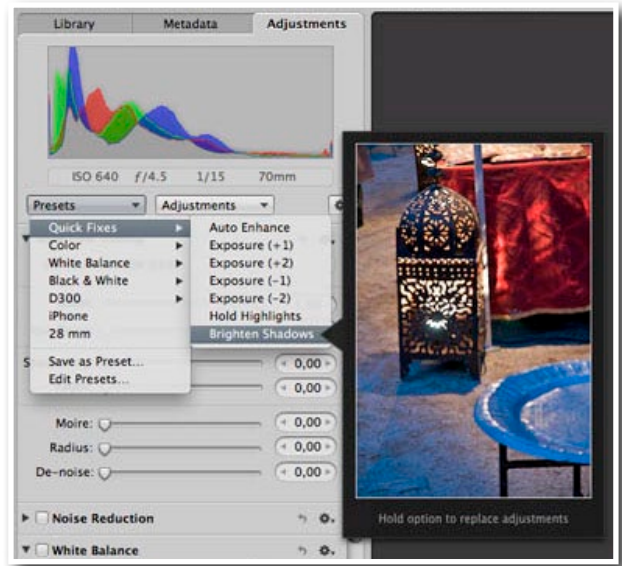 Library Metadata Adjustments
ISO 640 f/4.5 1/15 70mm
Presets Adjustments
Quick Fixes Auto Enhance
Color Exposure (+1)
White Balance Exposure (+2)
Black & White Exposure (-1)
D300 Exposure (-2)
iPhone Hold Highlights
28 mm Brighten Shadows
Save as Preset... 0,00
Edit Presets... 0,00
Moire: 0,00
Radius: 0,00
De-noise: 0,00
Noise Reduction
Hold option to replace adjustments
White Balance